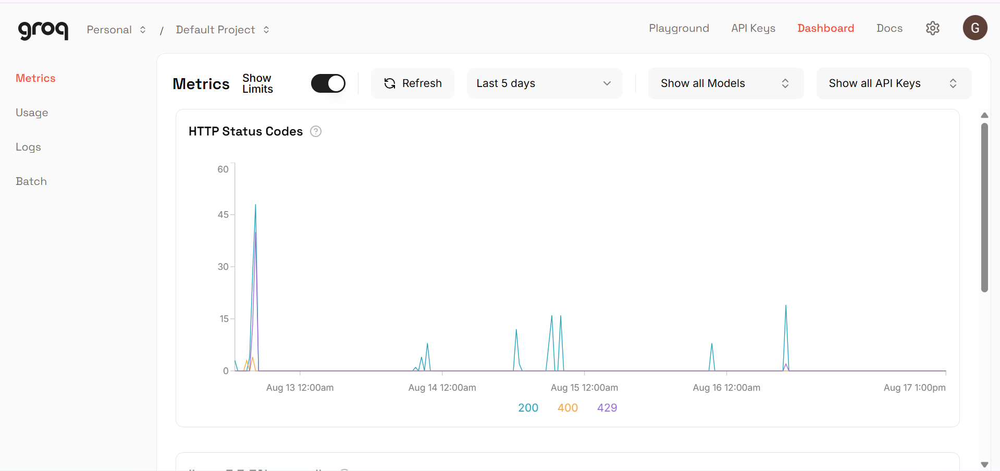 groq Personal / Default Project Playground API Keys Dashboard Docs G
Metrics
Usage
Logs
Batch
Metrics Show Limits Refresh Last 5 days Show all Models Show all API Keys
HTTP Status Codes ?
60
45
30
15
0
Aug 13 12:00am Aug 14 12:00am Aug 15 12:00am Aug 16 12:00am Aug 17 1:00pm
200 400 429